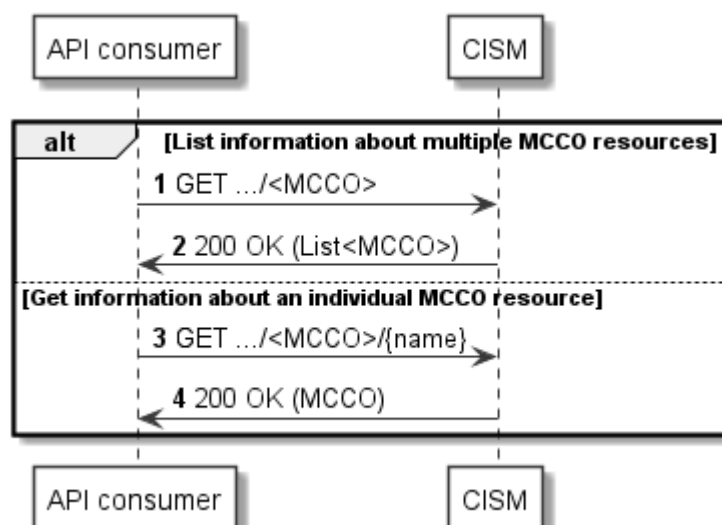 API consumer CISM
alt [List information about multiple MCCO resources]
1 GET .../<MCCO>
2 200 OK (List<MCCO>)
[Get information about an individual MCCO resource]
3 GET .../<MCCO>/{name}
4 200 OK (MCCO)
API consumer CISM